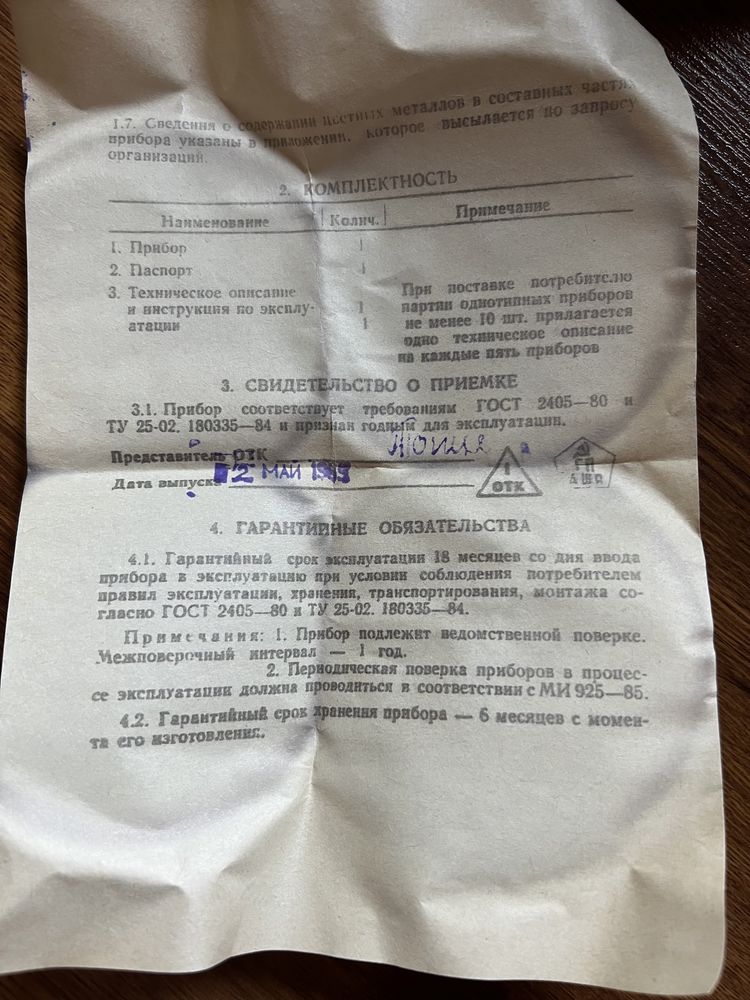 1.7. Сведения о содержании цветных металлов в составных частях
прибора указаны в приложении, которое высылается по запросу
организаций.
2. КОМПЛЕКТНОСТЬ
Наименование Колич. Примечание
1. Прибор 1
2. Паспорт 1
3. Техническое описание
и инструкция по эксплу- 1
атации 1
При поставке потребителю
партии однотипных приборов
не менее 10 шт. прилагается
одно техническое описание
на каждые пять приборов
3. СВИДЕТЕЛЬСТВО О ПРИЕМКЕ
3.1. Прибор соответствует требованиям ГОСТ 2405—80 и
ТУ 25-02. 180335—84 и признан годным для эксплуатации.
Представитель ОТК
Дата выпуска 2 МАЙ
1
ОТК
4. ГАРАНТИЙНЫЕ ОБЯЗАТЕЛЬСТВА
4.1. Гарантийный срок эксплуатации 18 месяцев со дня ввода
прибора в эксплуатацию при условии соблюдения потребителем
правил эксплуатации, хранения, транспортирования, монтажа со-
гласно ГОСТ 2405—80 и ТУ 25-02. 180335—84.
Примечания: 1. Прибор подлежит ведомственной поверке.
Межповерочный интервал — 1 год.
2. Периодическая поверка приборов в процес-
се эксплуатации должна проводиться в соответствии с МИ 925—85.
4.2. Гарантийный срок хранения прибора — 6 месяцев с момен-
та его изготовления.